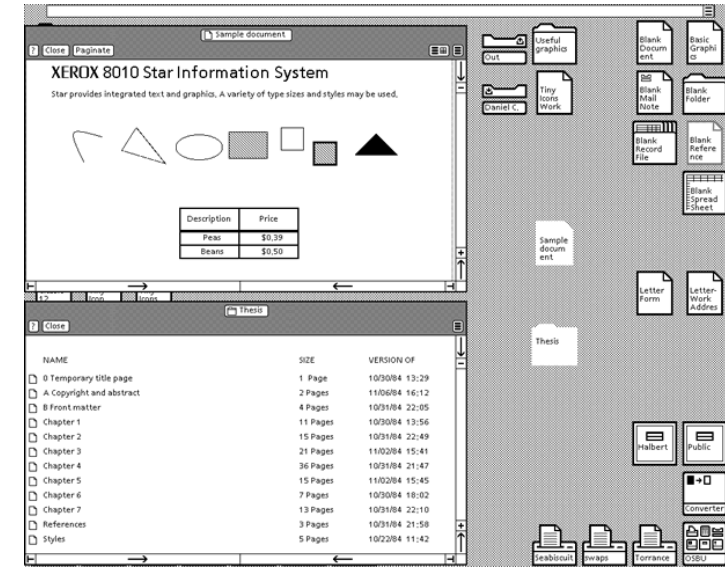 Sample document
? Close Paginate
XEROX 8010 Star Information System
Star provides integrated text and graphics. A variety of type sizes and styles may be used.
Description Price
Peas $0.39
Beans $0.50
Thesis
? Close
NAME SIZE VERSION OF
0 Temporary title page 1 Page 10/30/84 13:29
A Copyright and abstract 2 Pages 11/06/84 16:12
B Front matter 4 Pages 10/31/84 22:05
Chapter 1 11 Pages 10/30/84 13:56
Chapter 2 15 Pages 10/31/84 22:49
Chapter 3 21 Pages 11/02/84 15:41
Chapter 4 36 Pages 10/31/84 21:47
Chapter 5 15 Pages 11/02/84 15:45
Chapter 6 7 Pages 10/30/84 18:02
Chapter 7 13 Pages 10/31/84 22:10
References 3 Pages 10/31/84 21:58
Styles 5 Pages 10/22/84 11:42
Out
Useful
graphics
Blank
Docum
ent
Basic
Graphi
cs
Daniel C.
Tiny
Icons
Work
Blank
Mail
Note
Blank
Folder
Blank
Record
File
Blank
Refere
nce
Blank
Spread
Sheet
Sample
docum
ent
Letter
Form
Letter-
Work
Addres
Thesis
Halbert
Public
Converter
Seabiscuit
swaps
Torrance
OSBU